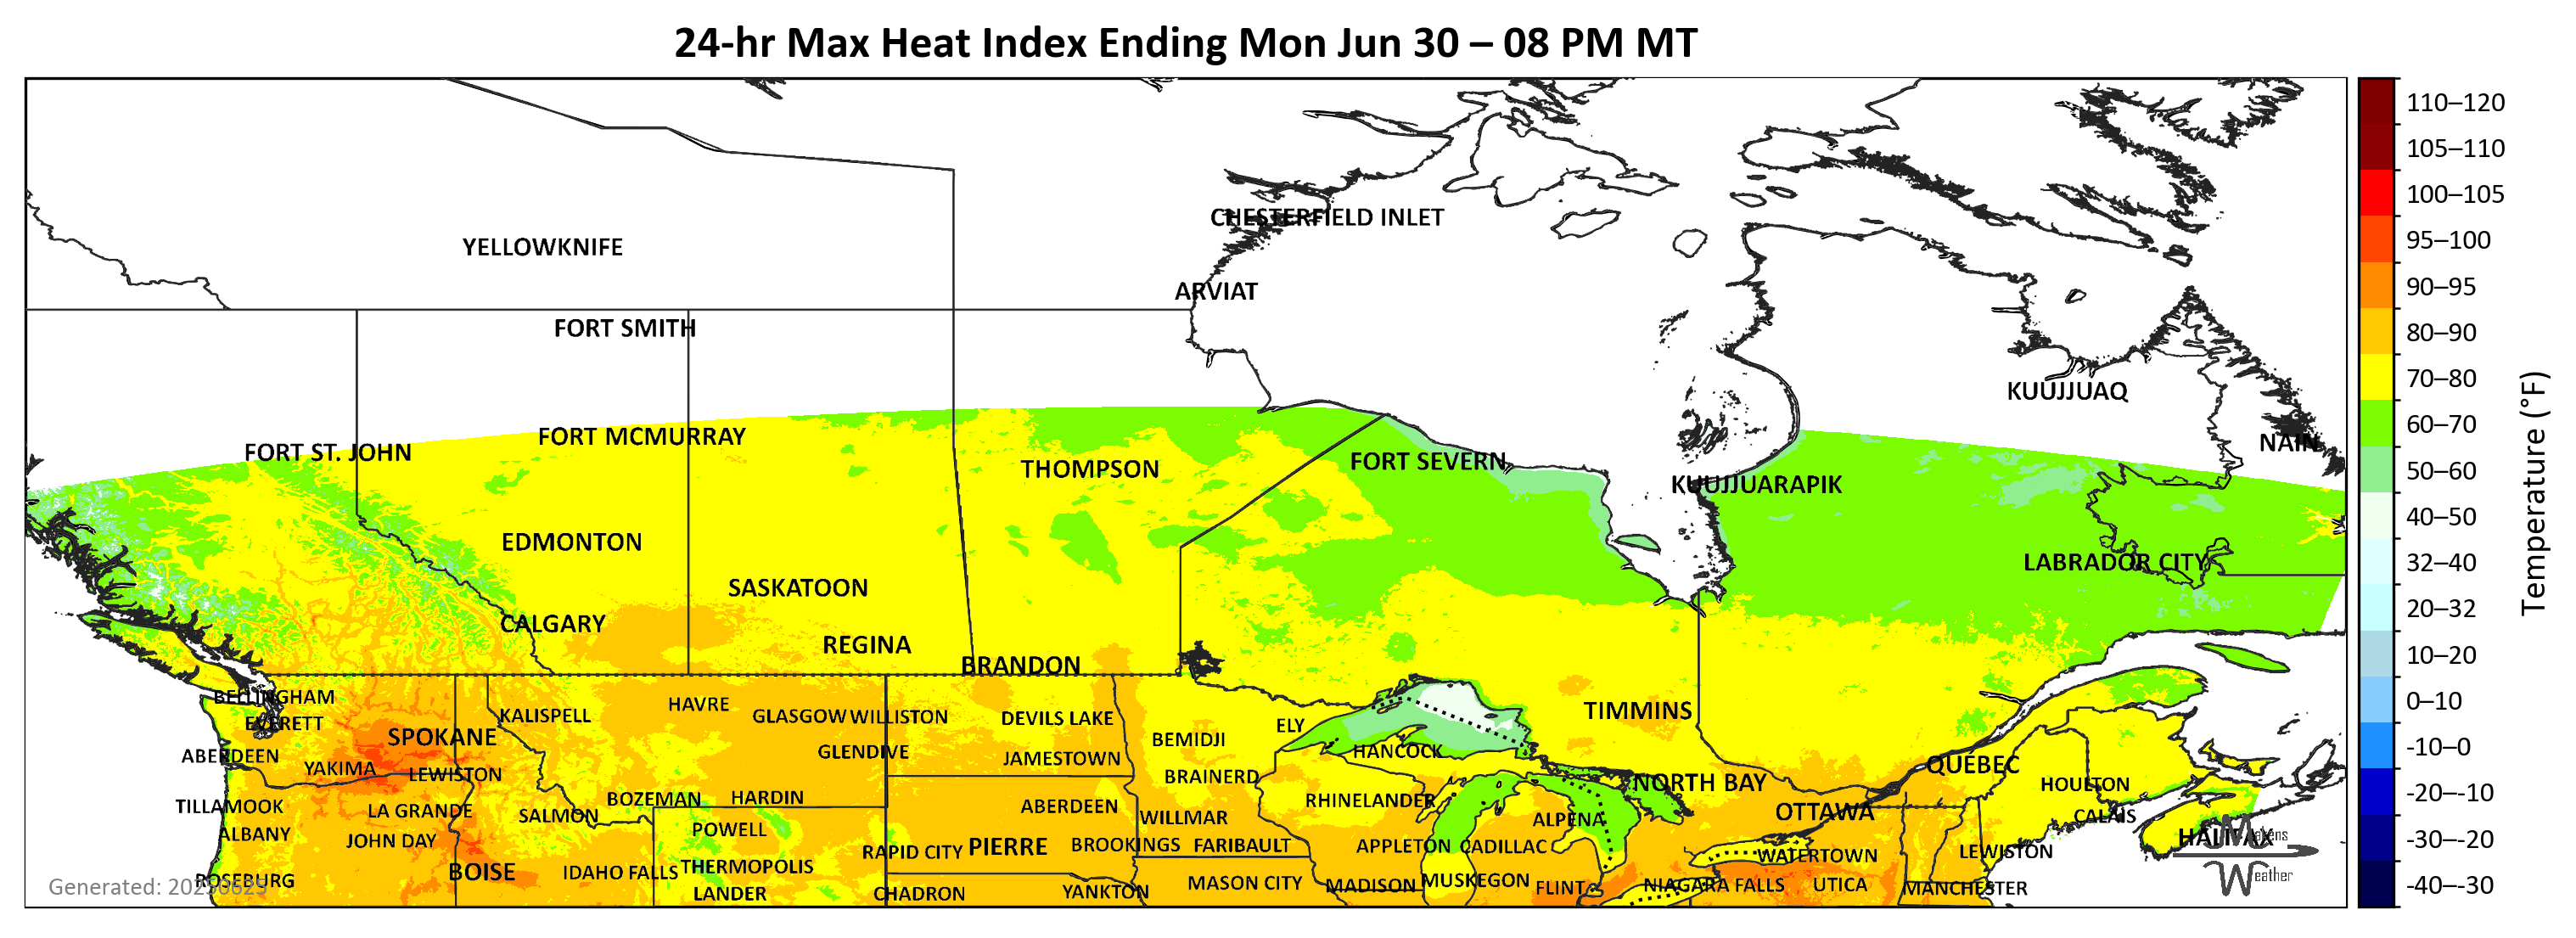 24-hr Max Heat Index Ending Mon Jun 30 – 08 PM MT
110–120
105–110
CHESTERFIELD INLET
100–105
YELLOWKNIFE
95–100
ARVIAT
90–95
FORT SMITH
80–90
KUUJJUAQ
70–80
FORT MCMURRAY
60–70
FORT ST. JOHN
NAIN
THOMPSON
FORT SEVERN
50–60
KUUJJUARAPIK
40–50
EDMONTON
LABRADOR CITY
32–40
Temperature (°F)
SASKATOON
20–32
CALGARY
REGINA
10–20
BRANDON
BELLINGHAM
HAVRE
0–10
KALISPELL
GLASGOW
WILLISTON
DEVILS LAKE
TIMMINS
EVERETT
ELY
SPOKANE
BEMIDJI
-10–0
ABERDEEN
GLENDIVE
JAMESTOWN
HANCOCK
YAKIMA
LEWISTON
BRAINERD
QUÉBEC
NORTH BAY
HOULTON
-20–-10
BOZEMAN
HARDIN
RHINELANDER
TILLAMOOK
LA GRANDE
SALMON
ABERDEEN
WILLMAR
ALPENA
OTTAWA
CALAIS
ALBANY
POWELL
HALIFAX
Makens
-30–-20
JOHN DAY
RAPID CITY
PIERRE
BROOKINGS
FARIBAULT
APPLETON
CADILLAC
WATERTOWN
LEWISTON
BOISE
IDAHO FALLS
THERMOPOLIS
Weather
ROSEBURG
Generated: 20250625
MASON CITY
MADISON
MUSKEGON
FLINT
NIAGARA FALLS
UTICA
MANCHESTER
-40–-30
LANDER
CHADRON
YANKTON